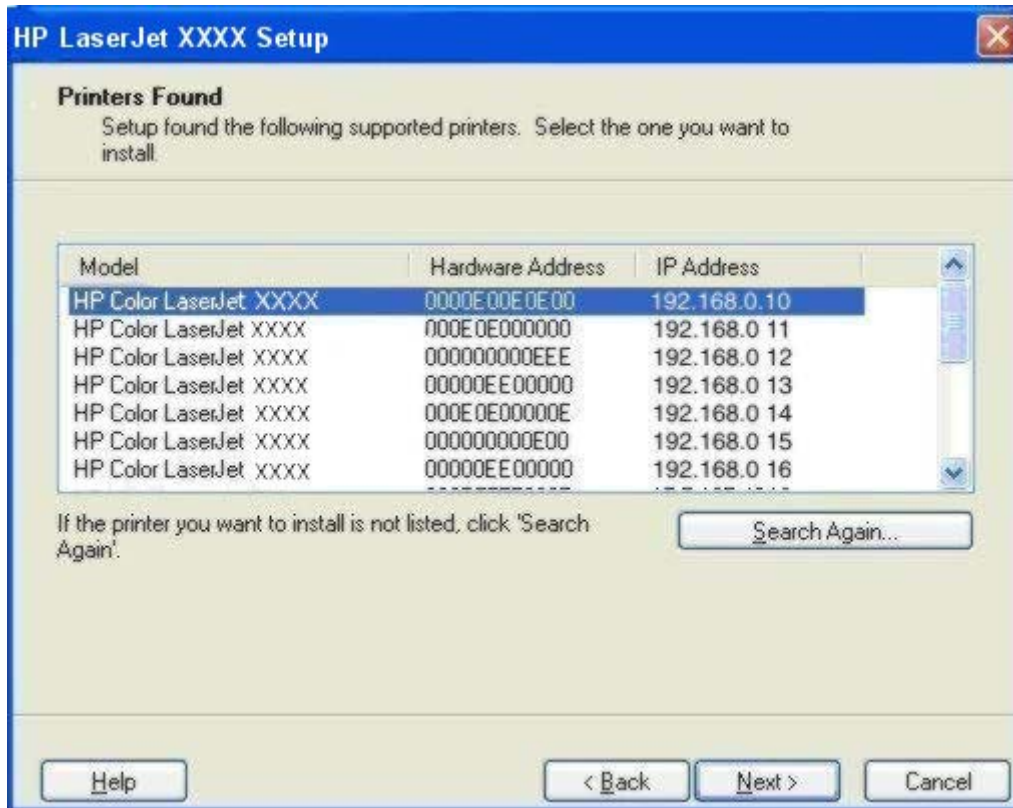 HP LaserJet XXXX Setup
Printers Found
Setup found the following supported printers. Select the one you want to
install.
Model Hardware Address IP Address
HP Color LaserJet XXXX 0000E00E0E00 192.168.0.10
HP Color LaserJet XXXX 000E0E000000 192.168.0 11
HP Color LaserJet XXXX 000000000EEE 192.168.0 12
HP Color LaserJet XXXX 00000EE00000 192.168.0 13
HP Color LaserJet XXXX 000E0E00000E 192.168.0 14
HP Color LaserJet XXXX 000000000E00 192.168.0 15
HP Color LaserJet XXXX 00000EE00000 192.168.0 16
If the printer you want to install is not listed, click 'Search
Again'.
Search Again...
Help < Back Next > Cancel